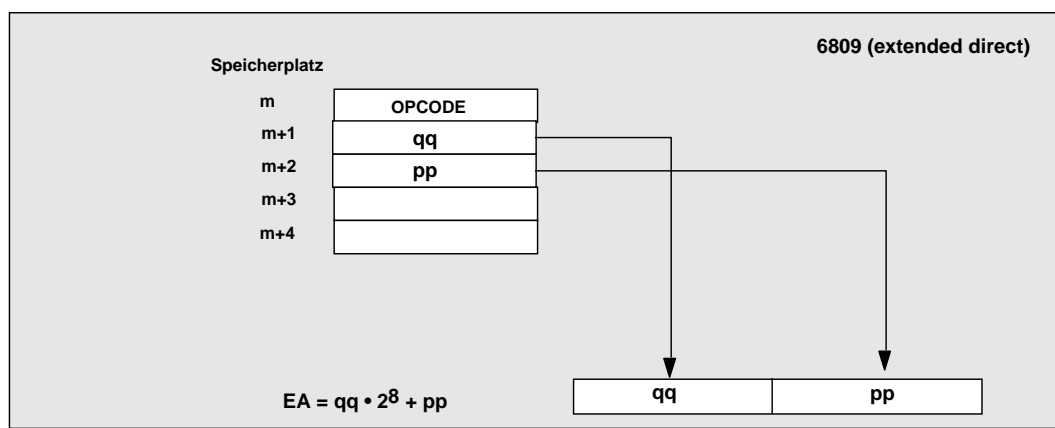 6809 (extended direct)
Speicherplatz
m OPCODE
m+1 qq
m+2 pp
m+3
m+4
EA = qq • 2⁸ + pp
qq pp